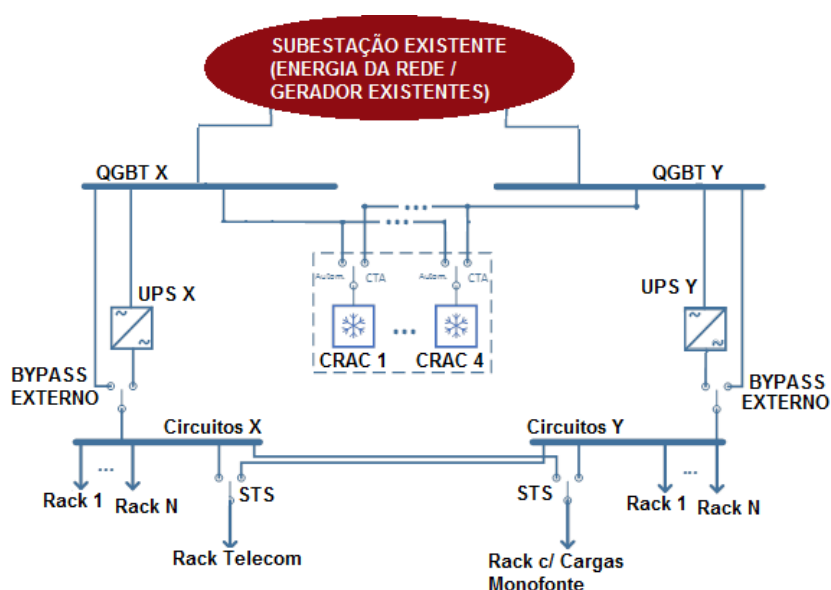 SUBESTAÇÃO EXISTENTE
(ENERGIA DA REDE /
GERADOR EXISTENTES)
QGBT X
QGBT Y
Autom.
CTA
Autom.
CTA
UPS X
UPS Y
CRAC 1
...
CRAC 4
BYPASS
EXTERNO
BYPASS
EXTERNO
Circuitos X
Circuitos Y
...
Rack 1
Rack N
STS
STS
...
Rack 1
Rack N
Rack Telecom
Rack c/ Cargas
Monofonte